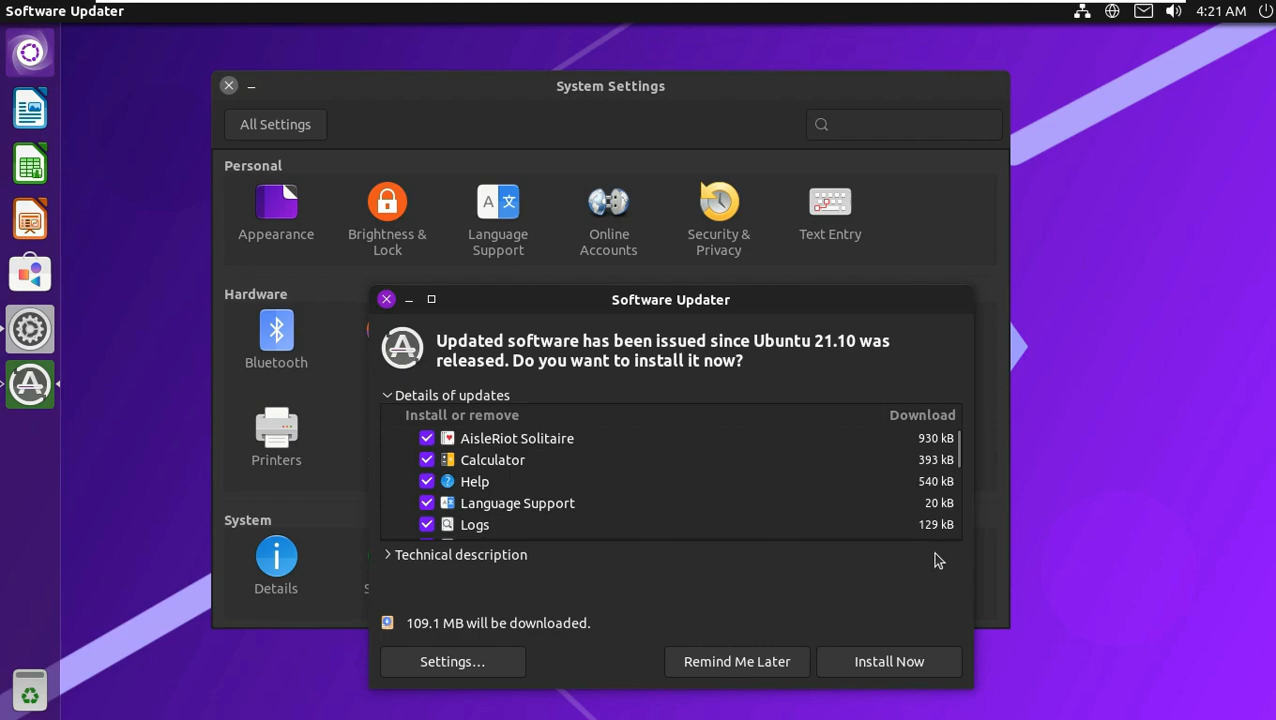 Software Updater
4:21 AM
System Settings
All Settings
Personal
Appearance
Brightness &
Lock
Language
Support
Online
Accounts
Security &
Privacy
Text Entry
Hardware
Bluetooth
Printers
System
Details
S
Software Updater
Updated software has been issued since Ubuntu 21.10 was
released. Do you want to install it now?
Details of updates
Install or remove Download
AisleRiot Solitaire 930 kB
Calculator 393 kB
Help 540 kB
Language Support 20 kB
Logs 129 kB
Technical description
109.1 MB will be downloaded.
Settings… Remind Me Later Install Now